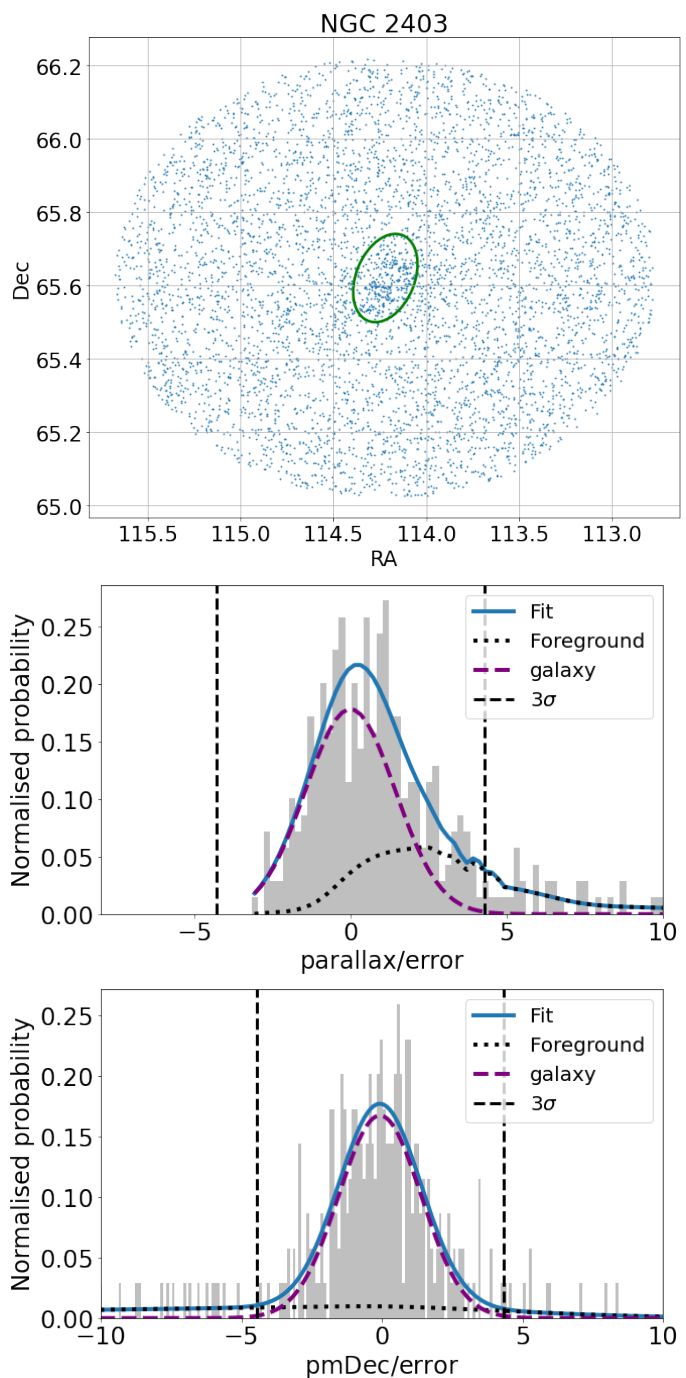 NGC 2403
66.2
66.0
65.8
65.6
65.4
65.2
65.0
Dec
115.5 115.0 114.5 114.0 113.5 113.0
RA
0.25
0.20
0.15
0.10
0.05
0.00
Normalised probability
Fit
Foreground
galaxy
3σ
−5 0 5 10
parallax/error
0.25
0.20
0.15
0.10
0.05
0.00
Normalised probability
Fit
Foreground
galaxy
3σ
−10 −5 0 5 10
pmDec/error